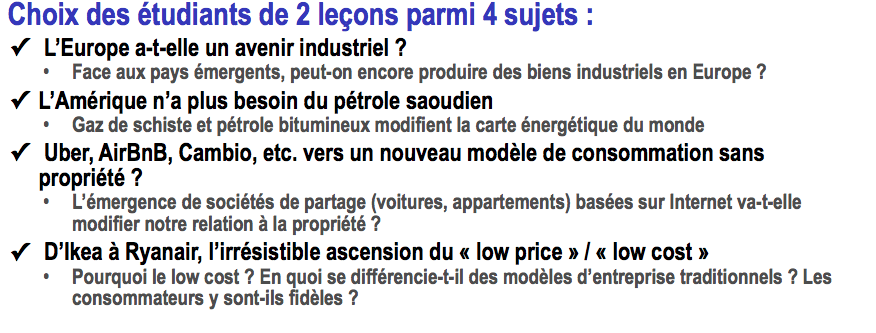 Choix des étudiants de 2 leçons parmi 4 sujets :
✓ L’Europe a-t-elle un avenir industriel ?
• Face aux pays émergents, peut-on encore produire des biens industriels en Europe ?
✓ L’Amérique n’a plus besoin du pétrole saoudien
• Gaz de schiste et pétrole bitumineux modifient la carte énergétique du monde
✓ Uber, AirBnB, Cambio, etc. vers un nouveau modèle de consommation sans
propriété ?
• L’émergence de sociétés de partage (voitures, appartements) basées sur Internet va-t-elle
modifier notre relation à la propriété ?
✓ D’Ikea à Ryanair, l’irrésistible ascension du « low price » / « low cost »
• Pourquoi le low cost ? En quoi se différencie-t-il des modèles d’entreprise traditionnels ? Les
consommateurs y sont-ils fidèles ?